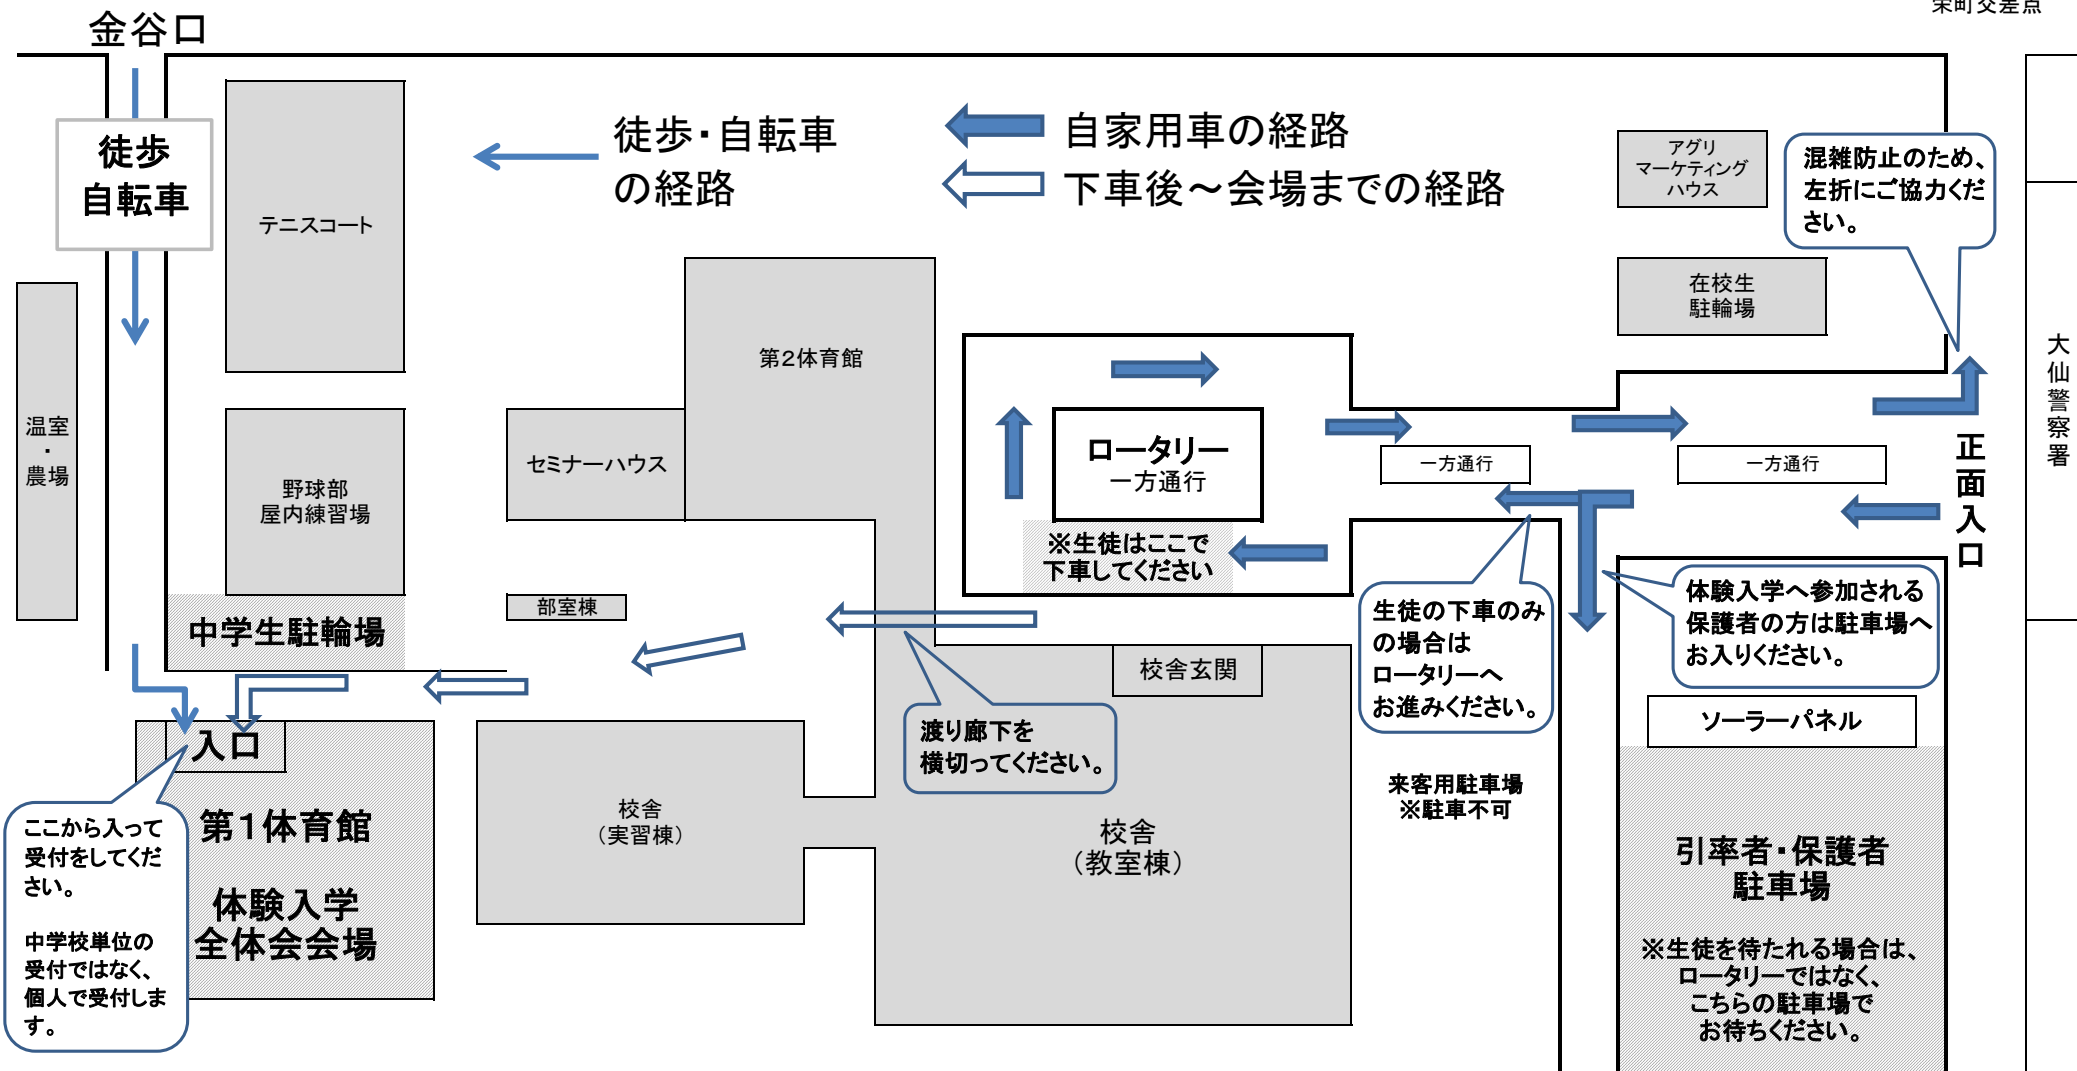 栄町交差点
金谷口
徒歩
自転車
テニスコート
徒歩・自転車
の経路
自家用車の経路
下車後～会場までの経路
アグリ
マーケティング
ハウス
混雑防止のため、
左折にご協力くだ
さい。
在校生
駐輪場
大仙警察署
温室・農場
野球部
屋内練習場
セミナーハウス
第2体育館
ロータリー
一方通行
一方通行
一方通行
正面入口
※生徒はここで
下車してください
中学生駐輪場
部室棟
校舎玄関
生徒の下車のみ
の場合は
ロータリーへ
お進みください。
体験入学へ参加される
保護者の方は駐車場へ
お入りください。
ソーラーパネル
入口
渡り廊下を
横切ってください。
来客用駐車場
※駐車不可
第１体育館
体験入学
全体会会場
ここから入って
受付をしてくだ
さい。
中学校単位の
受付ではなく、
個人で受付しま
す。
校舎
（実習棟）
校舎
（教室棟）
引率者・保護者
駐車場
※生徒を待たれる場合は、
ロータリーではなく、
こちらの駐車場で
お待ちください。